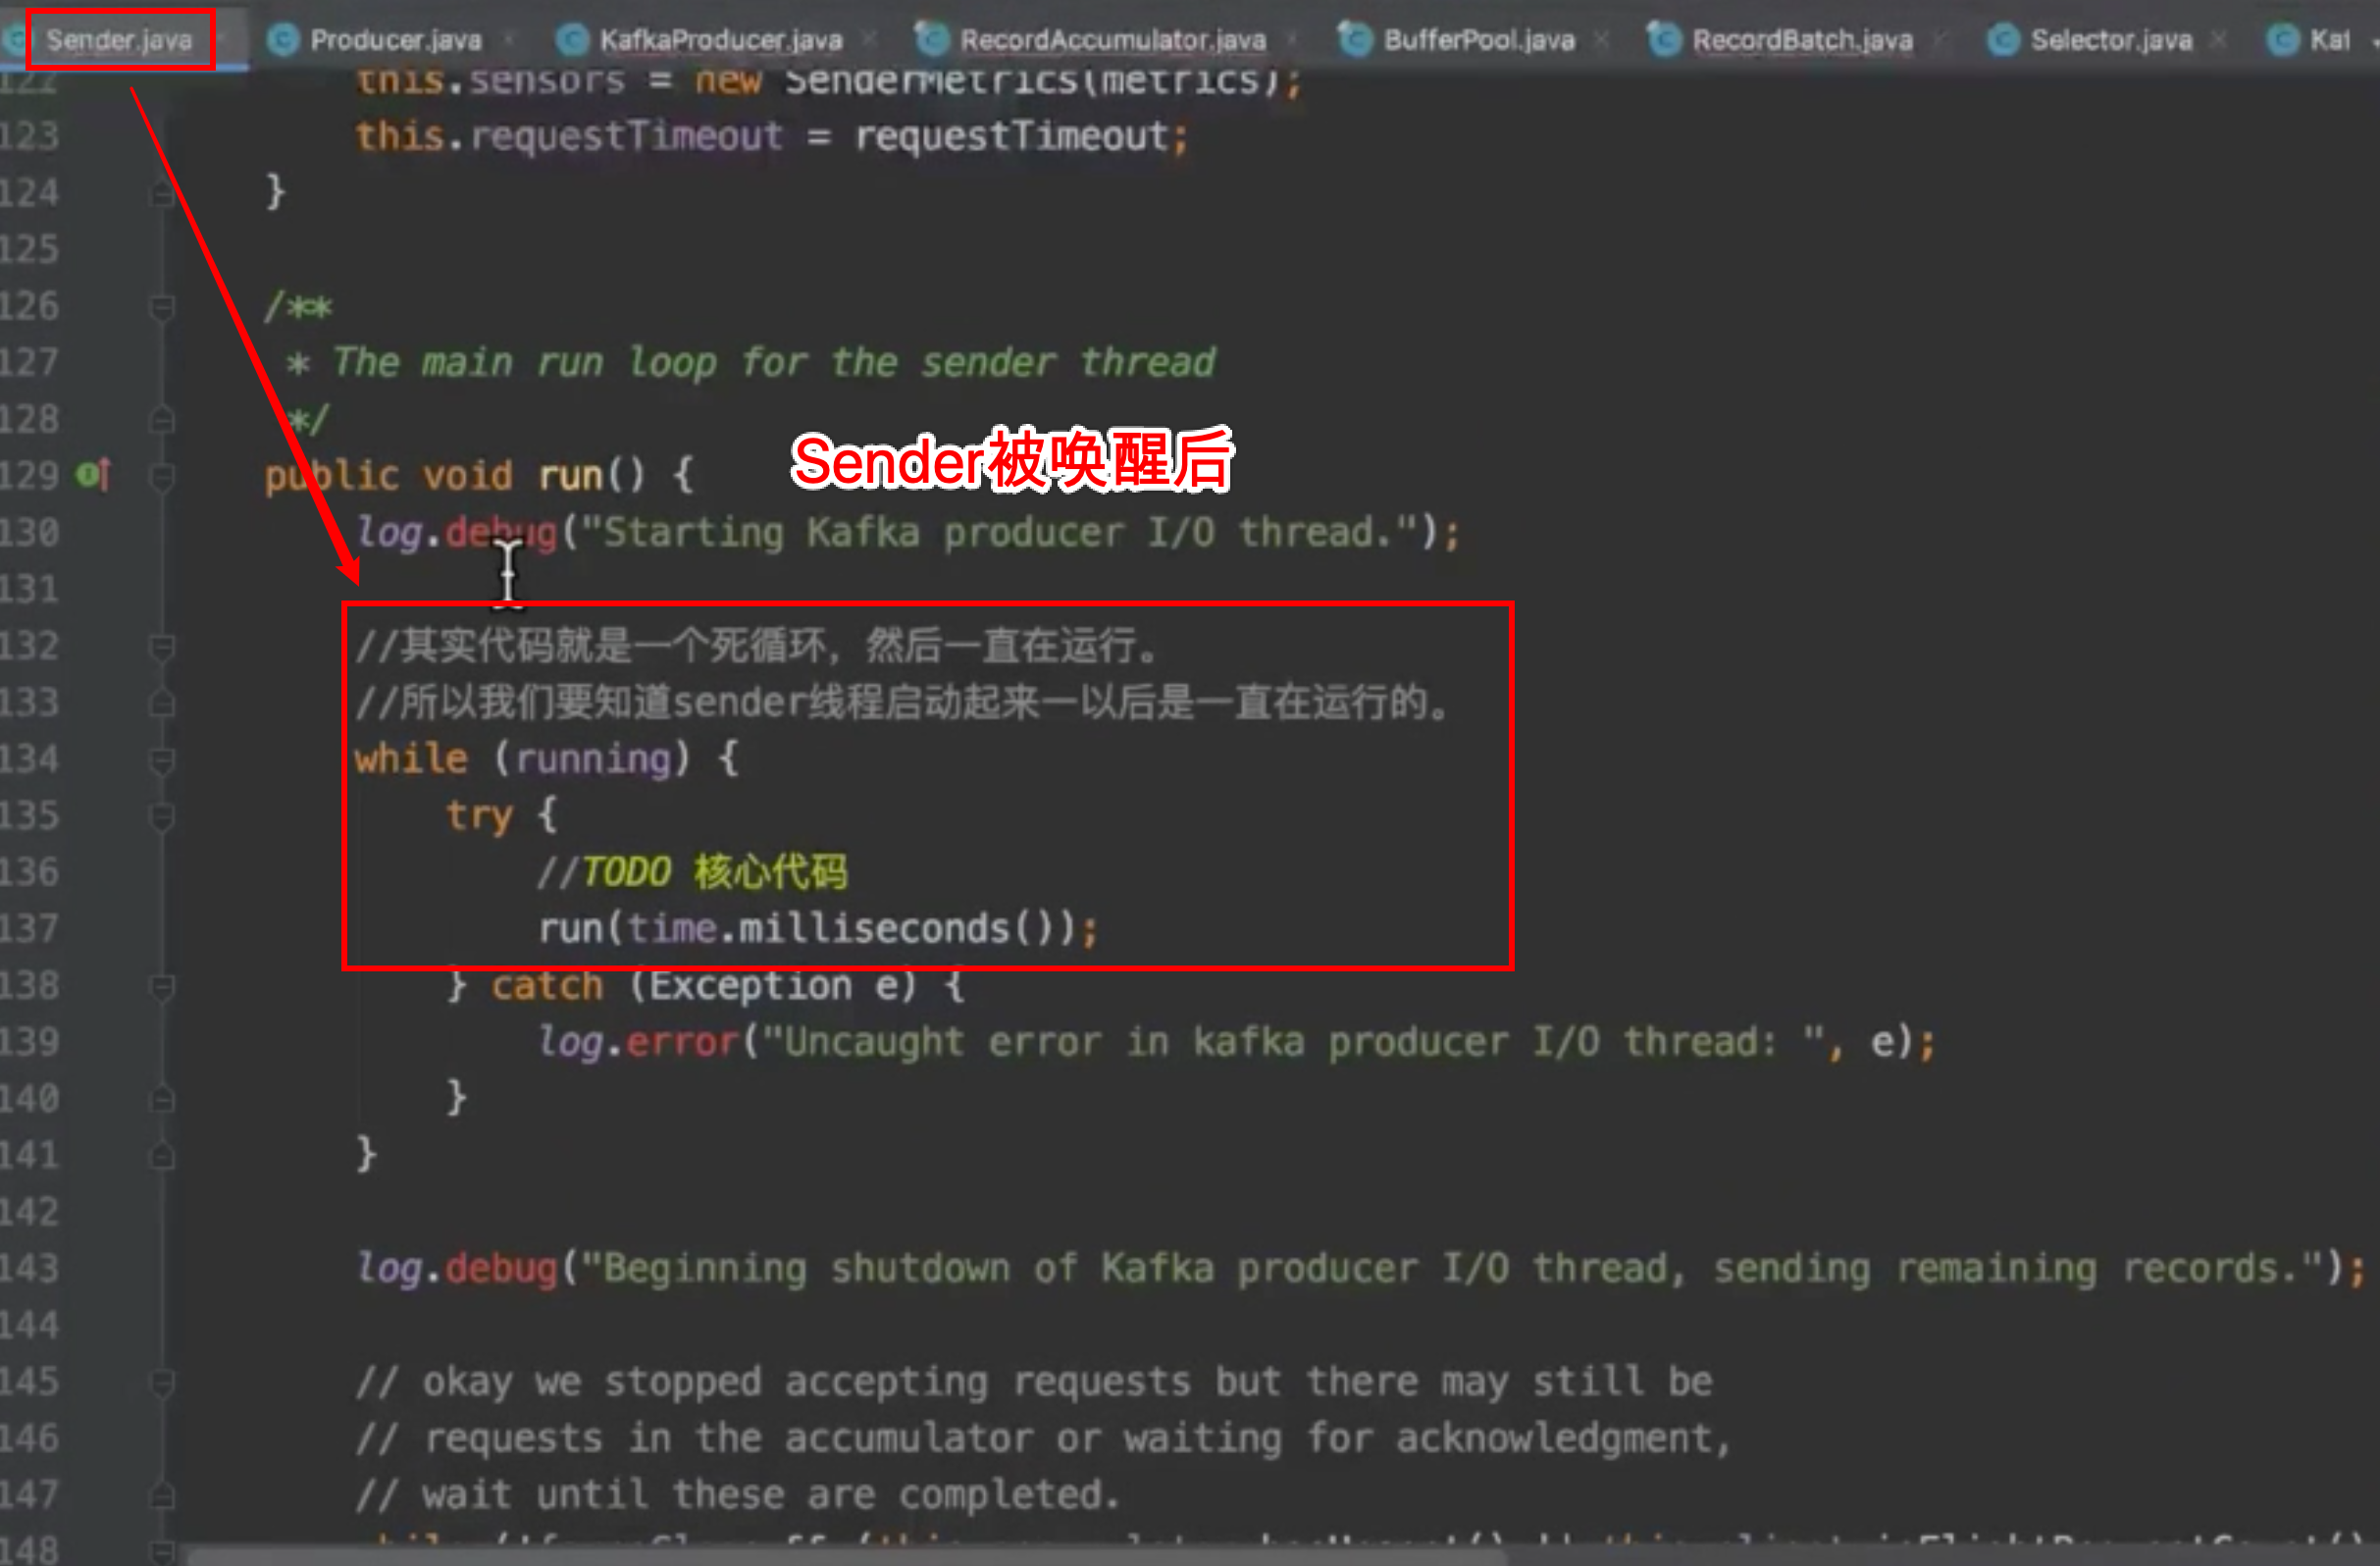 Sender.java Producer.java KafkaProducer.java RecordAccumulator.java BufferPool.java RecordBatch.java Selector.java Kaf
122 this.sensors = new SenderMetrics(metrics);
123 this.requestTimeout = requestTimeout;
124 }
125
126 /**
127 * The main run loop for the sender thread
128 */
Sender被唤醒后
129 public void run() {
130 log.debug("Starting Kafka producer I/O thread.");
131
132 //其实代码就是一个死循环，然后一直在运行。
133 //所以我们要知道sender线程启动起来一以后是一直在运行的。
134 while (running) {
135 try {
136 //TODO 核心代码
137 run(time.milliseconds());
138 } catch (Exception e) {
139 log.error("Uncaught error in kafka producer I/O thread: ", e);
140 }
141 }
142
143 log.debug("Beginning shutdown of Kafka producer I/O thread, sending remaining records.");
144
145 // okay we stopped accepting requests but there may still be
146 // requests in the accumulator or waiting for acknowledgment,
147 // wait until these are completed.
148